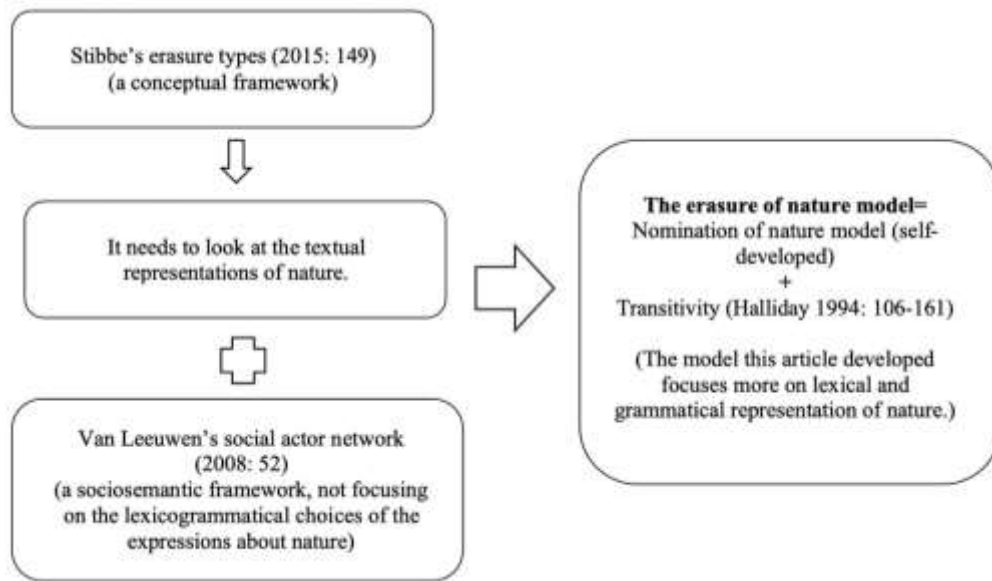 Stibbe's erasure types (2015: 149)
(a conceptual framework)
It needs to look at the textual
representations of nature.
Van Leeuwen's social actor network
(2008: 52)
(a sociosemantic framework, not focusing
on the lexicogrammatical choices of the
expressions about nature)
The erasure of nature model=
Nomination of nature model (self-
developed)
+
Transitivity (Halliday 1994: 106-161)
(The model this article developed
focuses more on lexical and
grammatical representation of nature.)